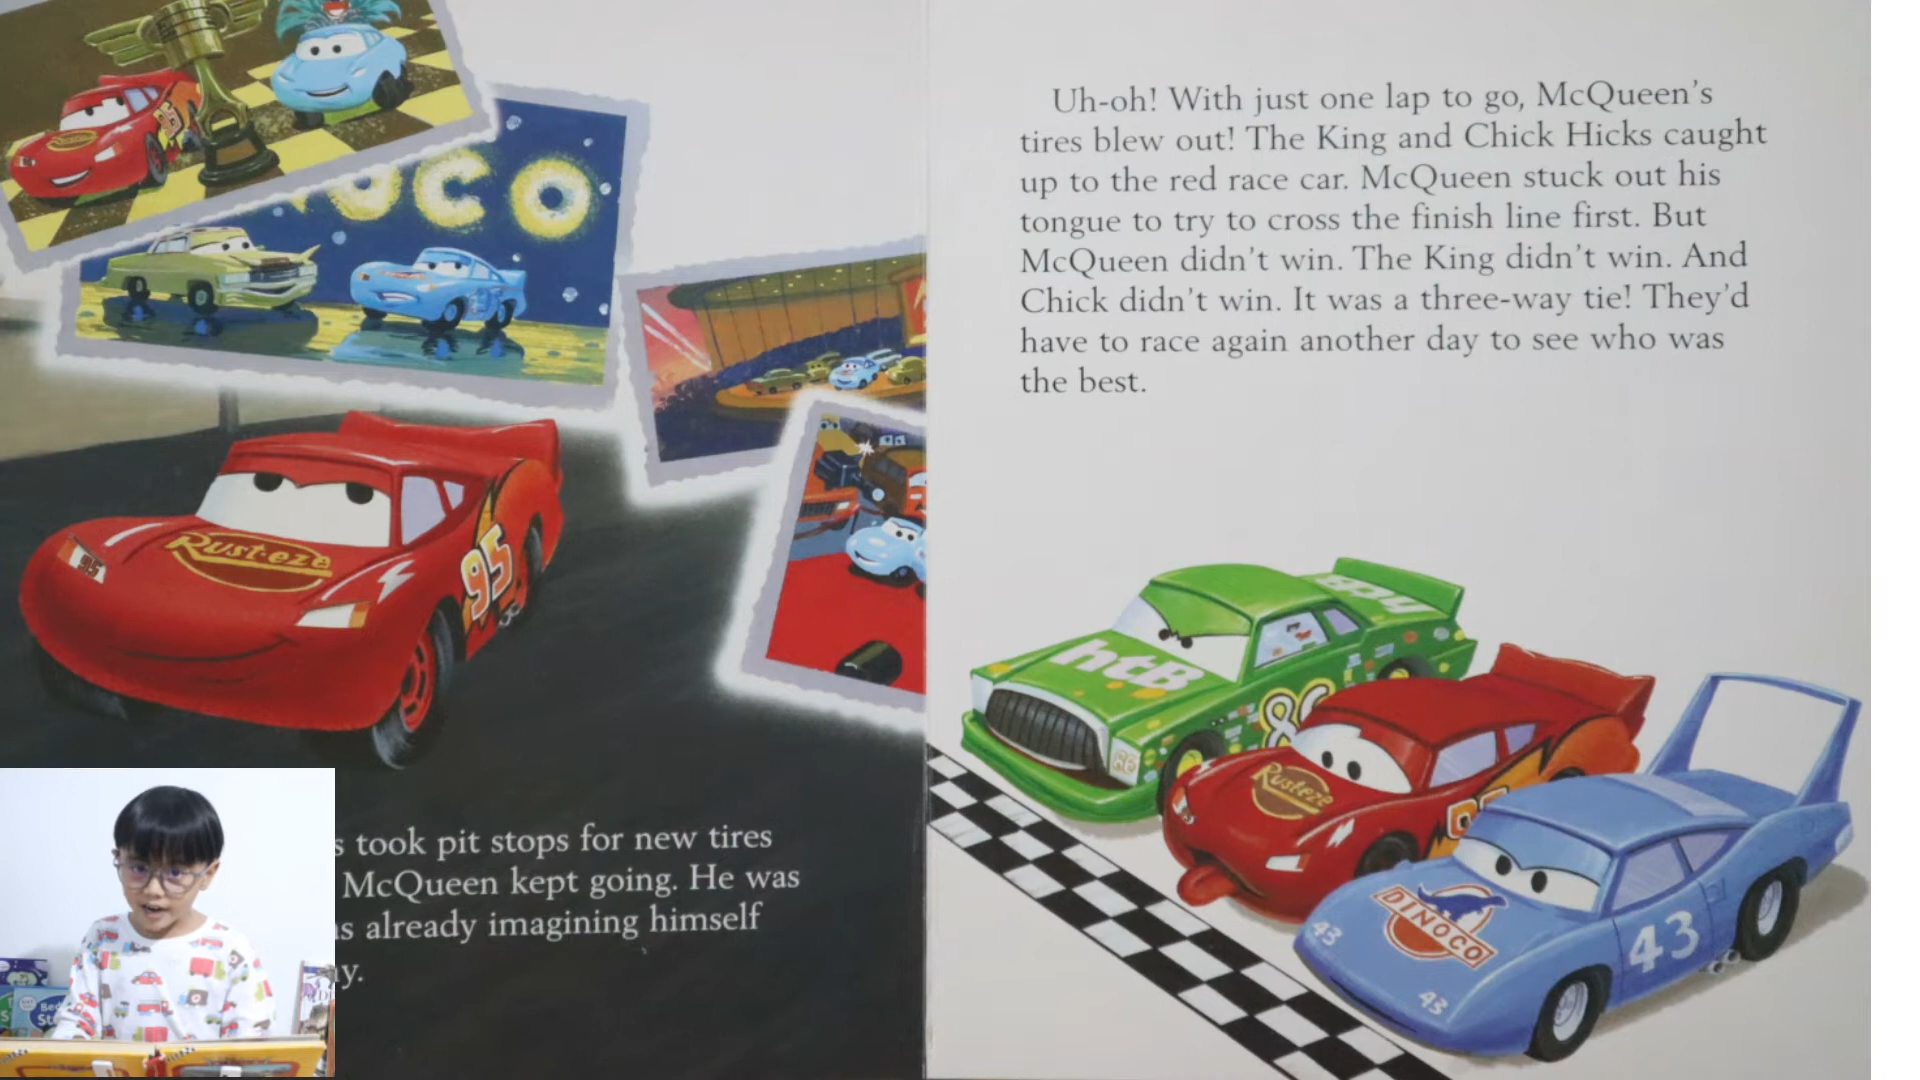 OCO
Rust-eze
95
95
took pit stops for new tires
McQueen kept going. He was
already imagining himself
Uh-oh! With just one lap to go, McQueen's
tires blew out! The King and Chick Hicks caught
up to the red race car. McQueen stuck out his
tongue to try to cross the finish line first. But
McQueen didn't win. The King didn't win. And
Chick didn't win. It was a three-way tie! They'd
have to race again another day to see who was
the best.
htB
86
Rust-eze
95
DINOCO
43
43
43